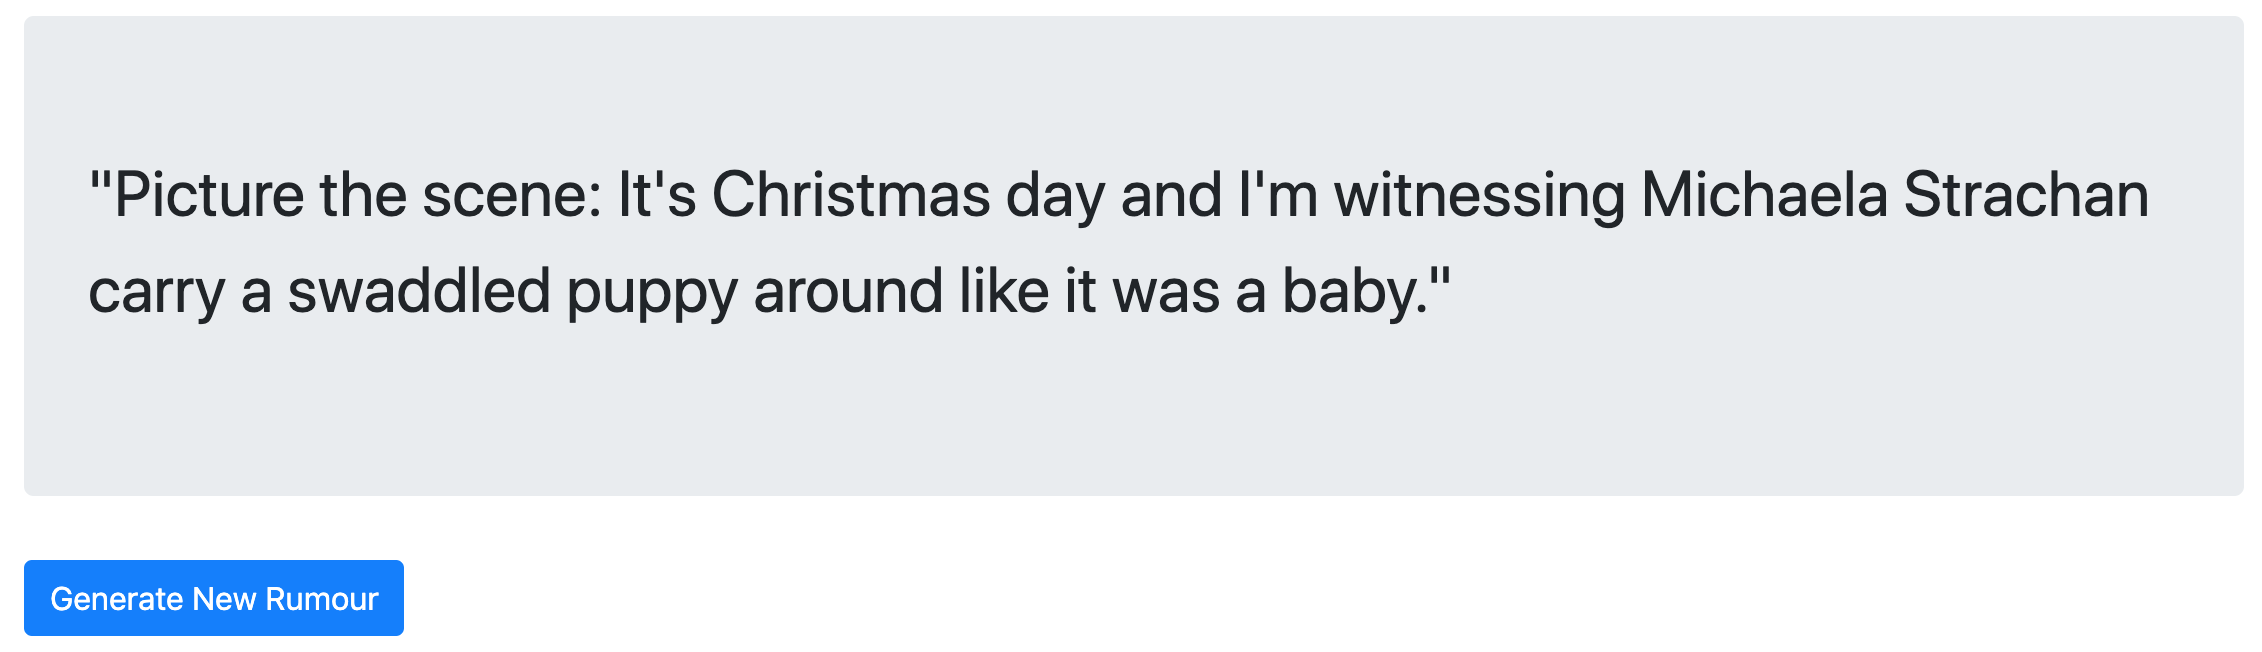 "Picture the scene: It's Christmas day and I'm witnessing Michaela Strachan
carry a swaddled puppy around like it was a baby."
Generate New Rumour